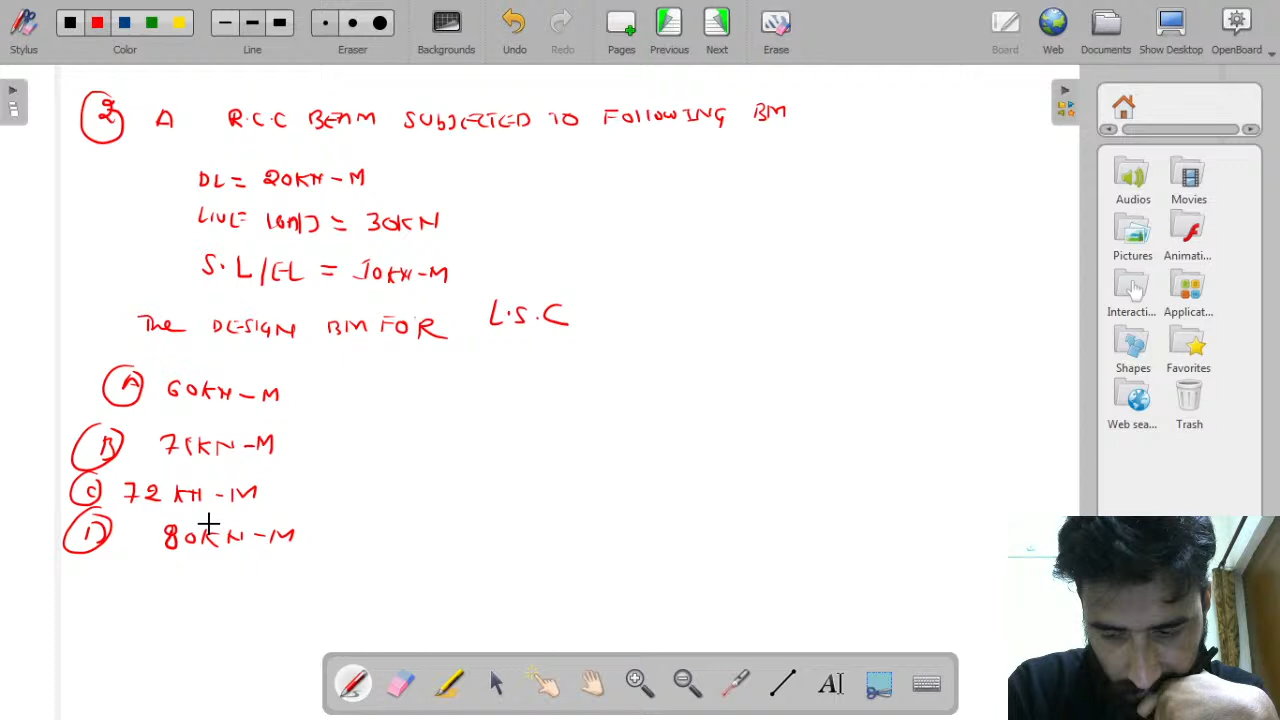 Stylus Color Line Eraser Backgrounds Undo Redo Pages Previous Next Erase Board Web Documents Show Desktop OpenBoard
2 A R.C.C BEAM SUBJECTED TO FOLLOWING BM
DL = 20KN-M
LIVE LOAD = 30KN
S.L/EL = 10KN-M
The DESIGN BM FOR L.S.C
A 60KN-M
B 75KN-M
C 72 KN-M
D 80KN-M
Audios Movies
Pictures Animati...
Interacti... Applicat...
Shapes Favorites
Web sea... Trash
AI